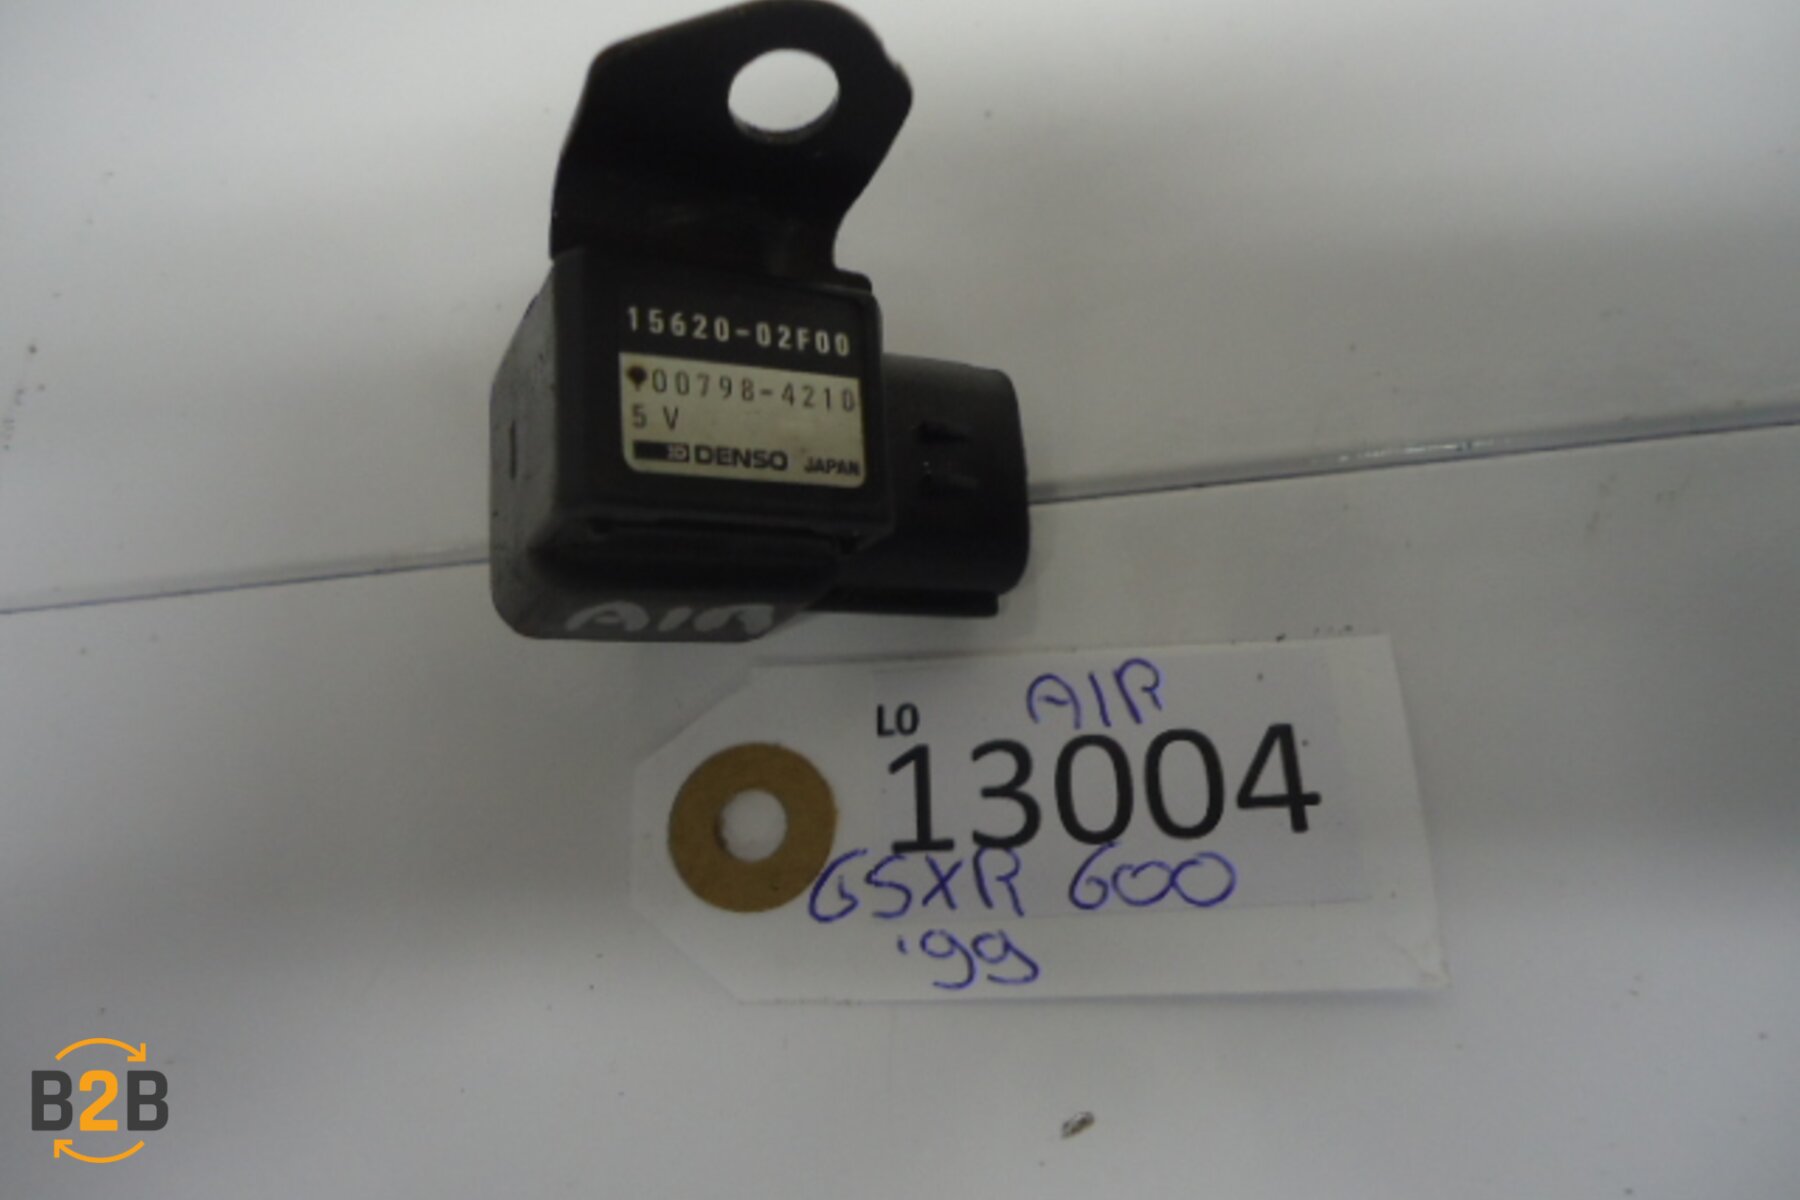 15620-02F00
00798-4210
5 V
DENSO JAPAN
AIR
AIR
LO
13004
GSXR 600
'99
B2B